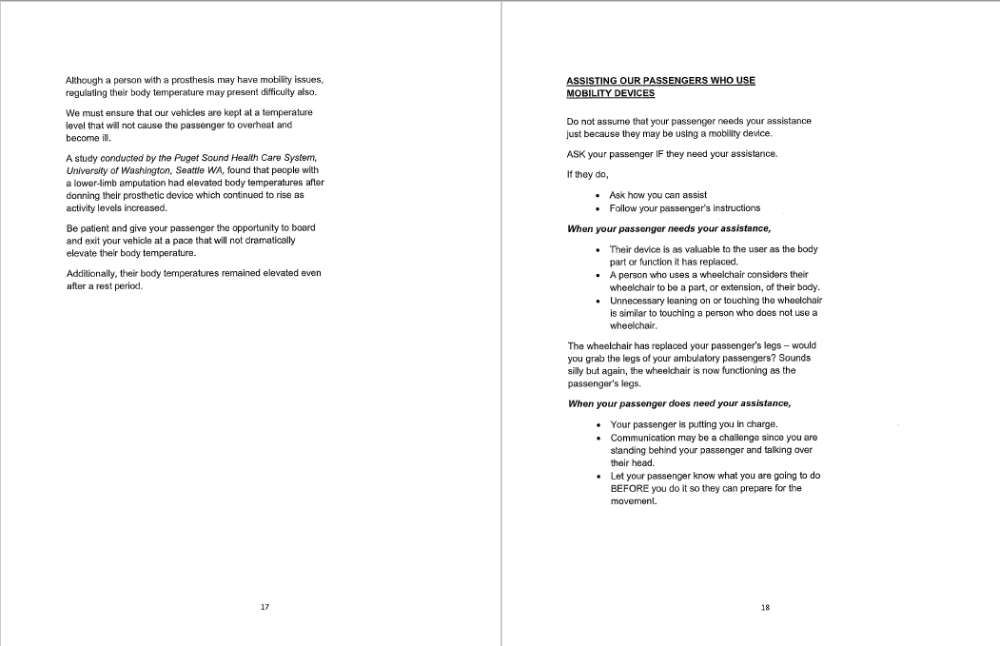 Although a person with a prosthesis may have mobility issues,
regulating their body temperature may present difficulty also.
We must ensure that our vehicles are kept at a temperature
level that will not cause the passenger to overheat and
become ill.
A study conducted by the Puget Sound Health Care System,
University of Washington, Seattle WA, found that people with
a lower-limb amputation had elevated body temperatures after
donning their prosthetic device which continued to rise as
activity levels increased.
Be patient and give your passenger the opportunity to board
and exit your vehicle at a pace that will not dramatically
elevate their body temperature.
Additionally, their body temperatures remained elevated even
after a rest period.
17
ASSISTING OUR PASSENGERS WHO USE
MOBILITY DEVICES
Do not assume that your passenger needs your assistance
just because they may be using a mobility device.
ASK your passenger IF they need your assistance.
If they do,
• Ask how you can assist
• Follow your passenger's instructions
When your passenger needs your assistance,
• Their device is as valuable to the user as the body
part or function it has replaced.
• A person who uses a wheelchair considers their
wheelchair to be a part, or extension, of their body.
• Unnecessary leaning on or touching the wheelchair
is similar to touching a person who does not use a
wheelchair.
The wheelchair has replaced your passenger's legs – would
you grab the legs of your ambulatory passengers? Sounds
silly but again, the wheelchair is now functioning as the
passenger's legs.
When your passenger does need your assistance,
• Your passenger is putting you in charge.
• Communication may be a challenge since you are
standing behind your passenger and talking over
their head.
• Let your passenger know what you are going to do
BEFORE you do it so they can prepare for the
movement.
18